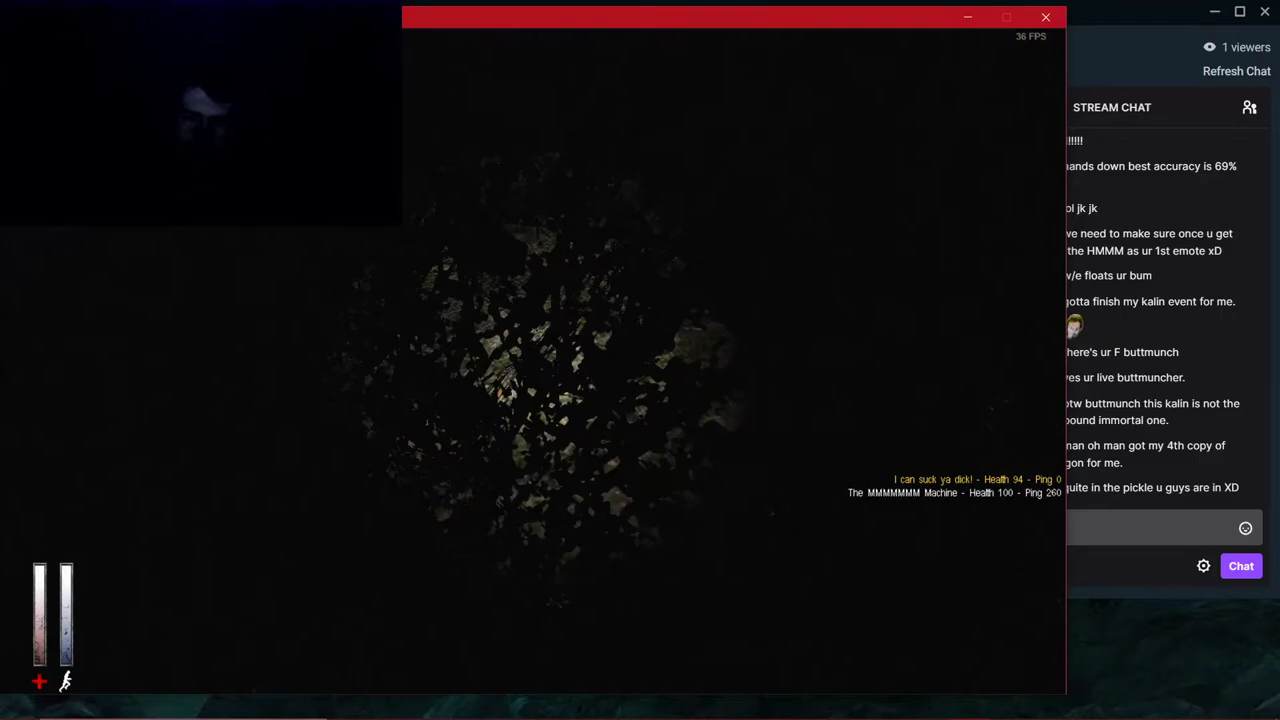 36 FPS
1 viewers
Refresh Chat
STREAM CHAT
!!!!!!
hands down best accuracy is 69%
ol jk jk
we need to make sure once u get
the HMMM as ur 1st emote xD
w/e floats ur bum
gotta finish my kalin event for me.
here's ur F buttmunch
yes ur live buttmuncher.
btw buttmunch this kalin is not the
bound immortal one.
man oh man got my 4th copy of
gon for me.
quite in the pickle u guys are in XD
I can suck ya dick! - Health 94 - Ping 0
The MMMMMMM Machine - Health 100 - Ping 260
Chat